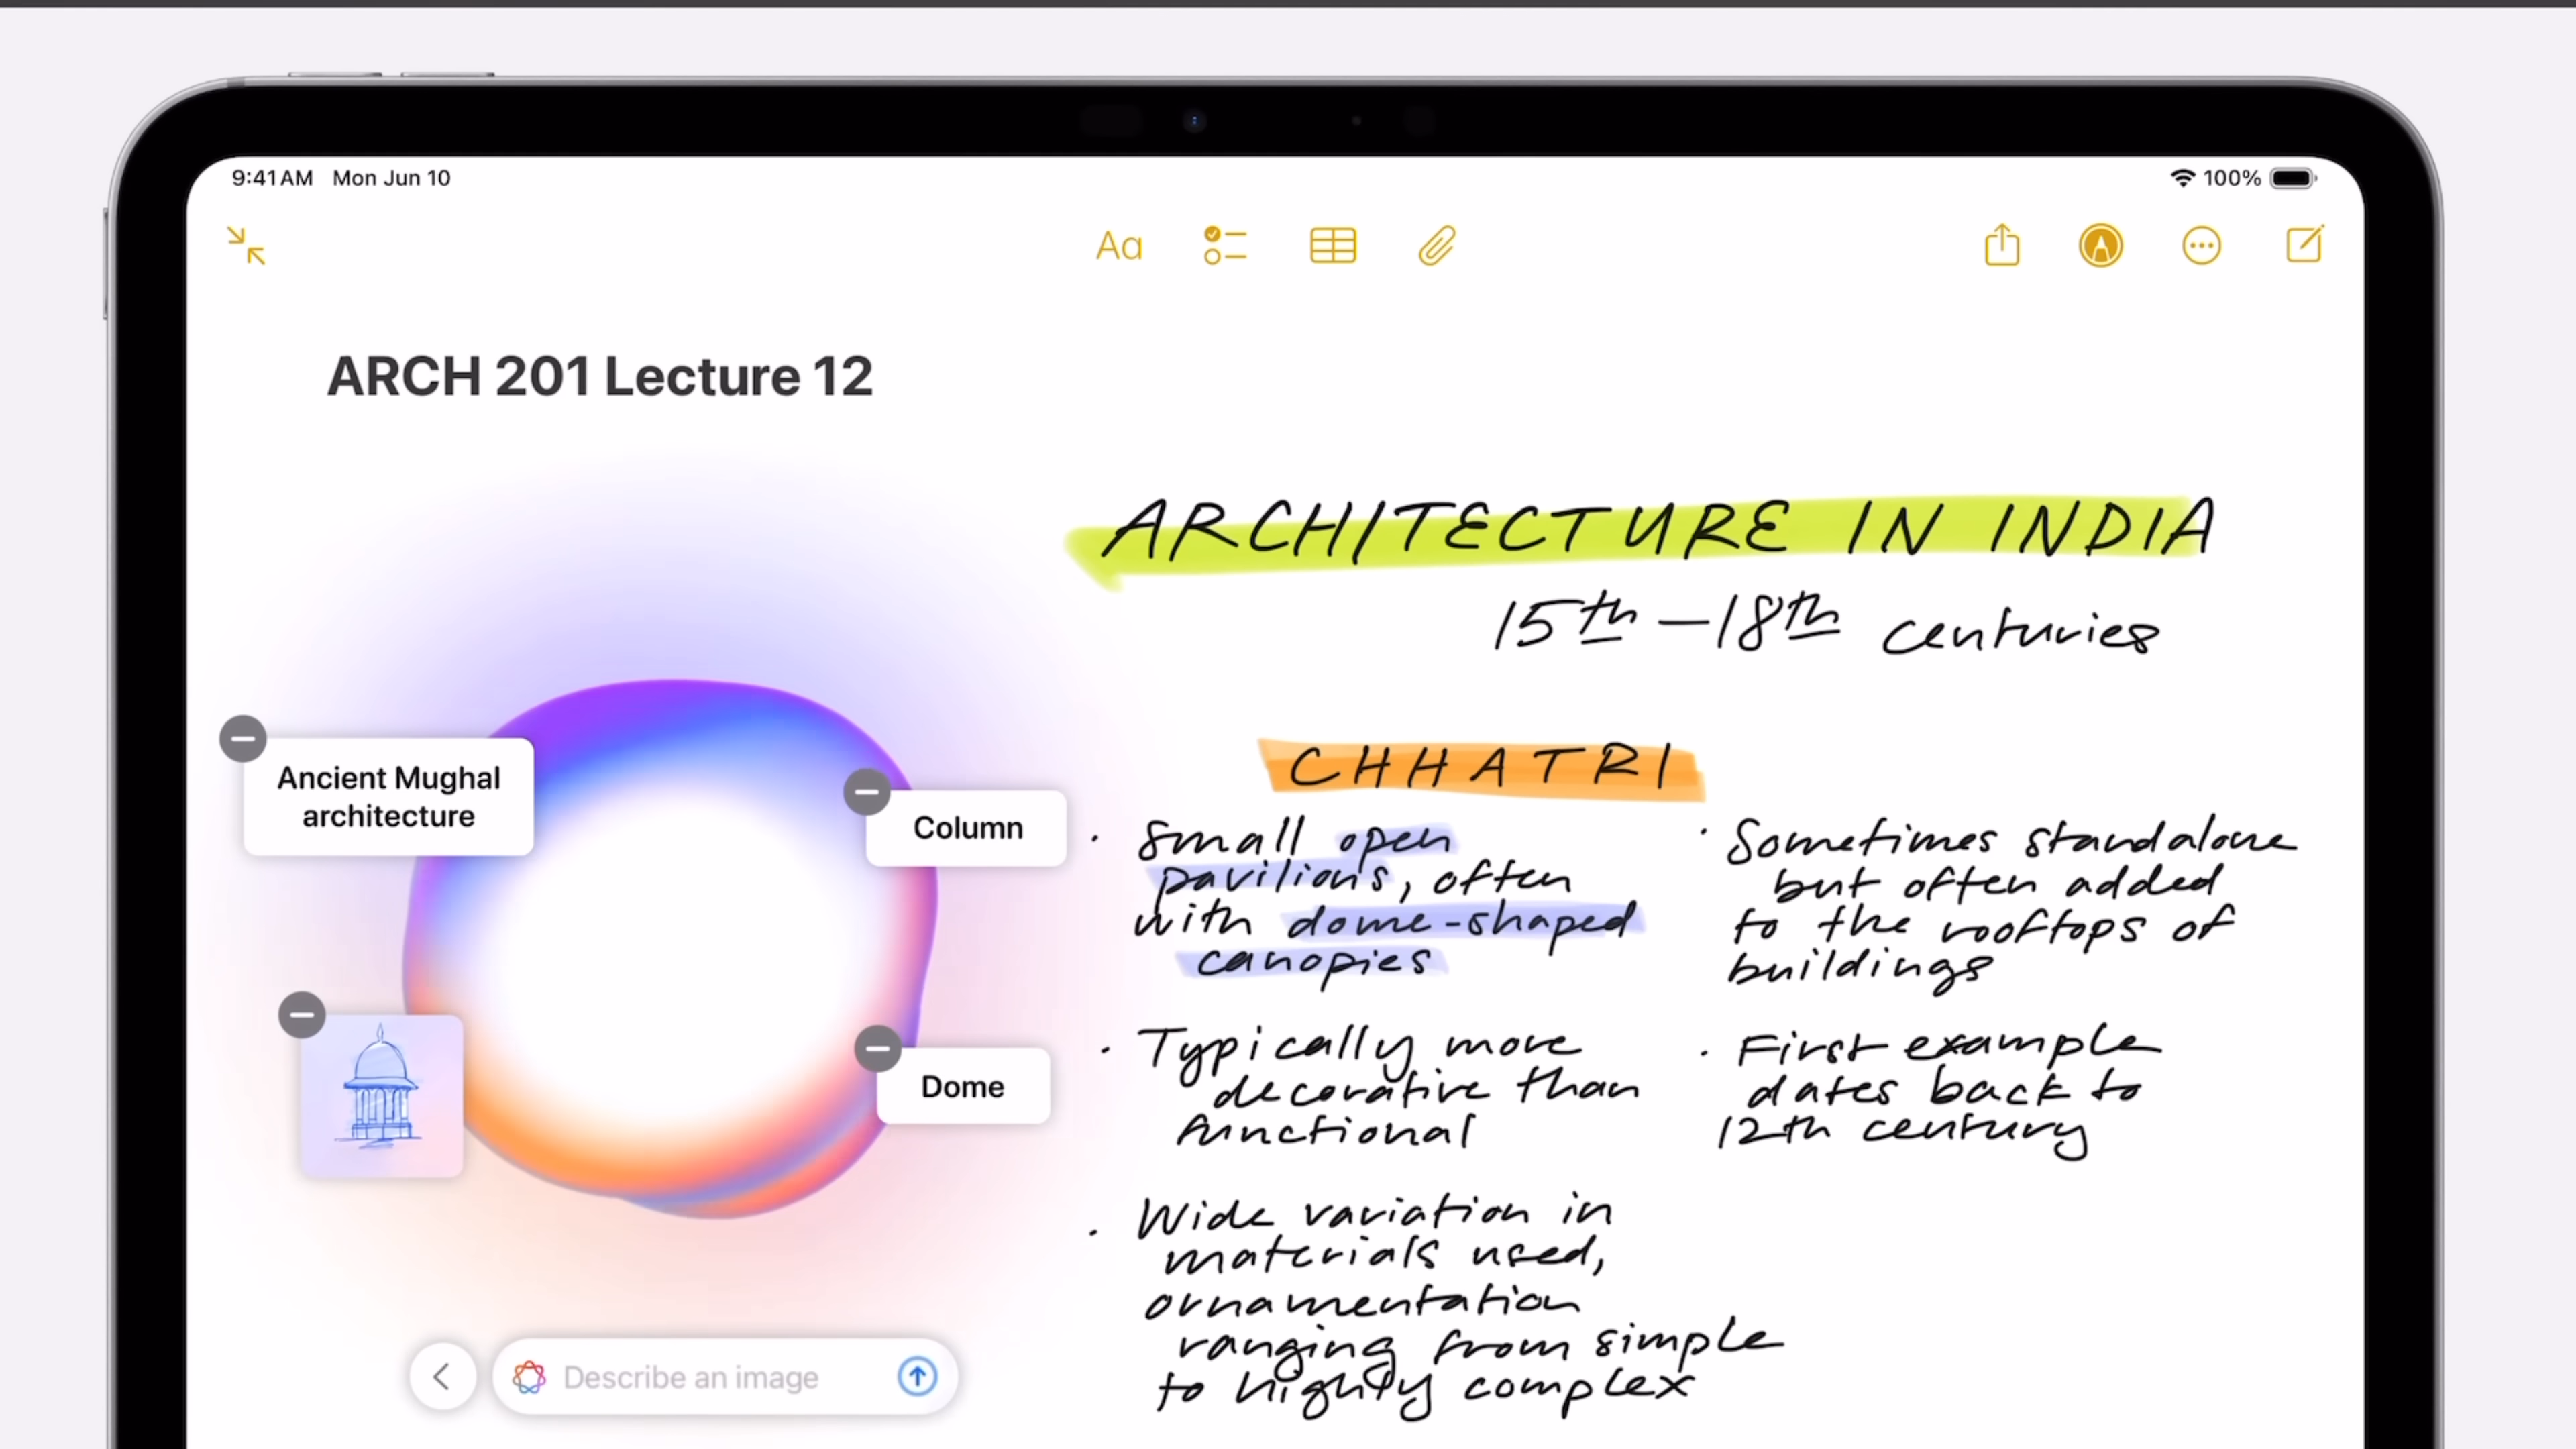 9:41 AM Mon Jun 10
100%
Aa
ARCH 201 Lecture 12
ARCHITECTURE IN INDIA
15th – 18th centuries
Ancient Mughal
architecture
Column
Dome
Describe an image
CHHATRI
· Small open
pavilions, often
with dome-shaped
canopies
· Typically more
decorative than
functional
· Wide variation in
materials used,
ornamentation
ranging from simple
to highly complex
· Sometimes standalone
but often added
to the rooftops of
buildings
· First example
dates back to
12th century